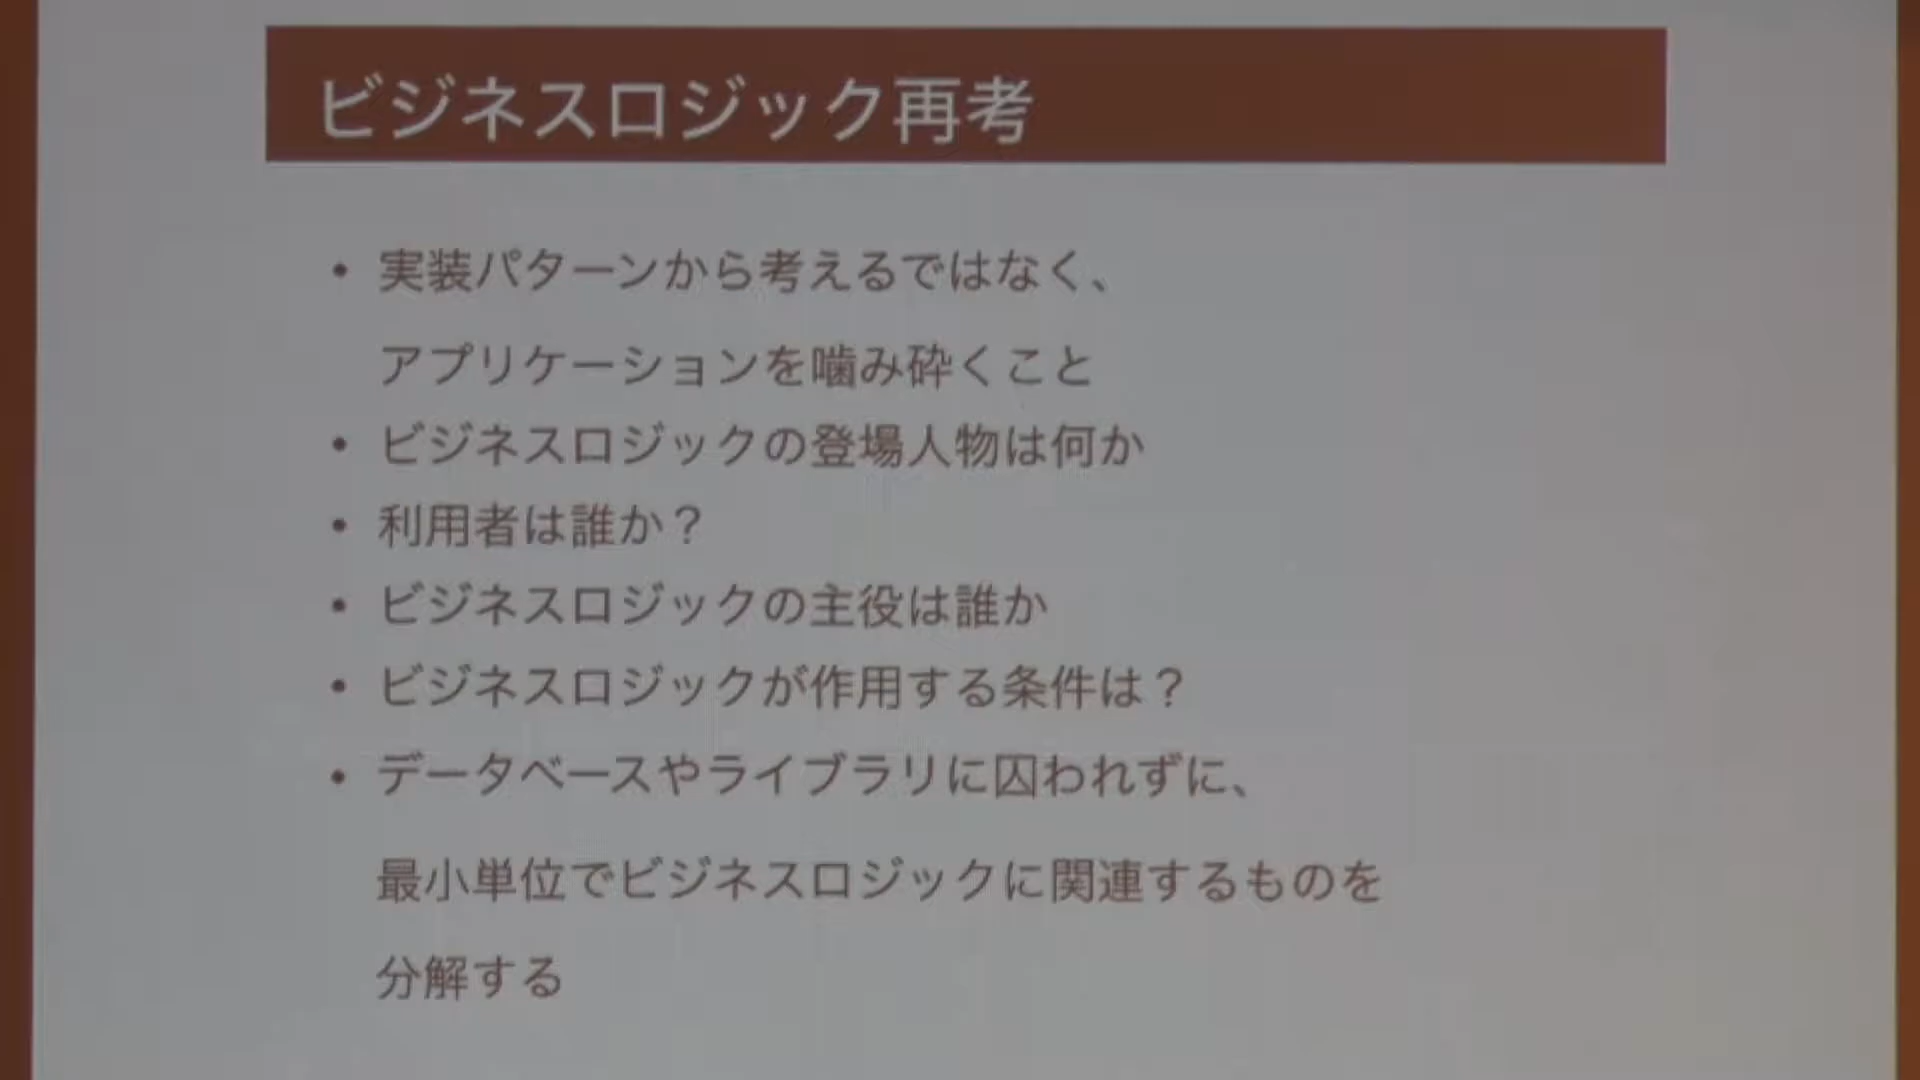 ビジネスロジック再考
• 実装パターンから考えるではなく、
アプリケーションを噛み砕くこと
• ビジネスロジックの登場人物は何か
• 利用者は誰か？
• ビジネスロジックの主役は誰か
• ビジネスロジックが作用する条件は？
• データベースやライブラリに囚われずに、
最小単位でビジネスロジックに関連するものを
分解する